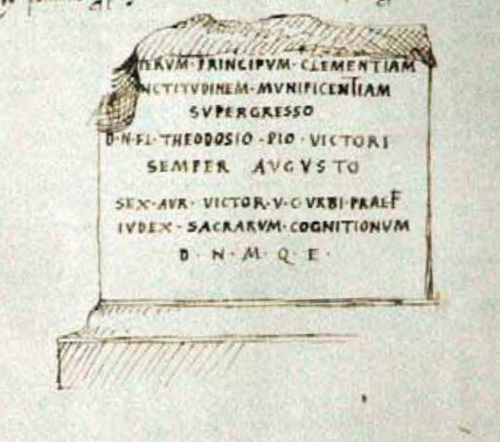 TERVM·PRINCIPVM·CLEMENTIAM
NCTITVDINEM·MVNIFICENTIAM
SVPERGRESSO
D·N·FL·THEODOSIO·PIO·VICTORI
SEMPER AVGVSTO
SEX·AVR·VICTOR·V·C·VRBI·PRAEF
IVDEX·SACRARVM·COGNITIONVM
D·N·M·Q·E·